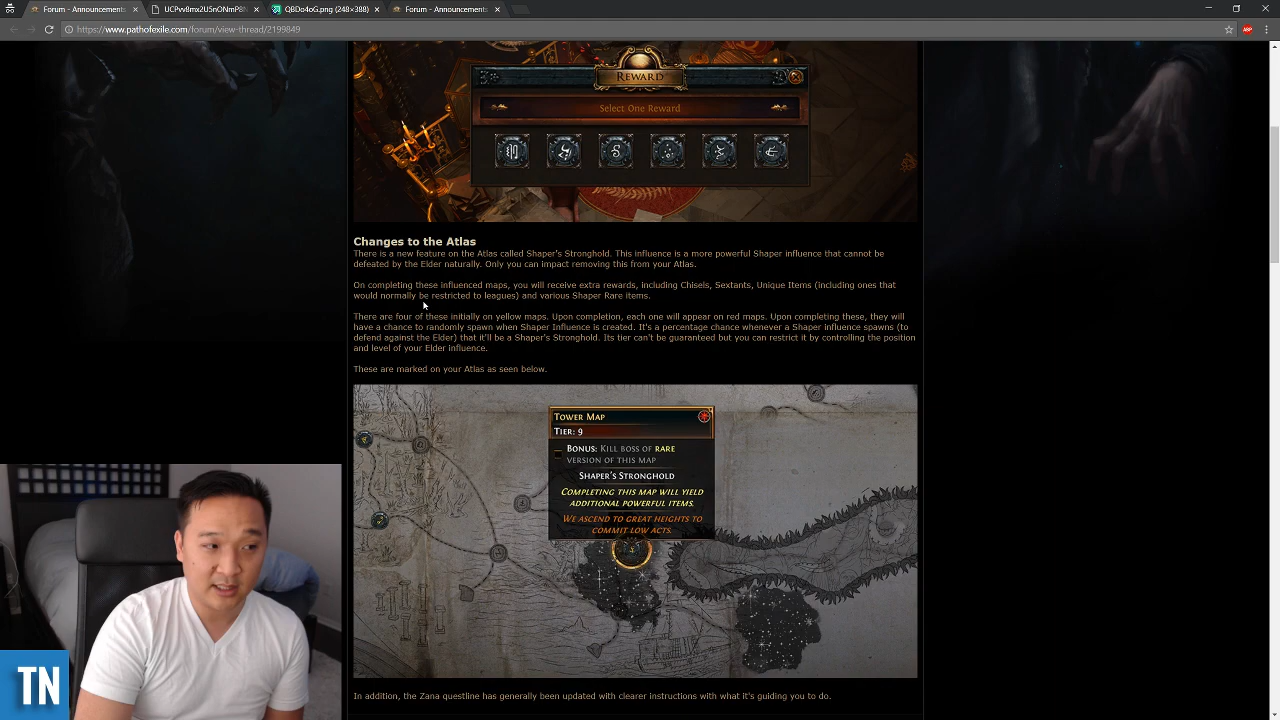 Forum - Announcements -
UCPvv8mz2U5nONmP8N
QBDo4oG.png (248×388)
Forum - Announcements -
https://www.pathofexile.com/forum/view-thread/2199849
ABP
REWARD
Select One Reward
Changes to the Atlas
There is a new feature on the Atlas called Shaper's Stronghold. This influence is a more powerful Shaper influence that cannot be
defeated by the Elder naturally. Only you can impact removing this from your Atlas.
On completing these influenced maps, you will receive extra rewards, including Chisels, Sextants, Unique Items (including ones that
would normally be restricted to leagues) and various Shaper Rare items.
There are four of these initially on yellow maps. Upon completion, each one will appear on red maps. Upon completing these, they will
have a chance to randomly spawn when Shaper Influence is created. It's a percentage chance whenever a Shaper influence spawns (to
defend against the Elder) that it'll be a Shaper's Stronghold. Its tier can't be guaranteed but you can restrict it by controlling the position
and level of your Elder influence.
These are marked on your Atlas as seen below.
TOWER MAP
TIER: 9
BONUS: KILL BOSS OF RARE
VERSION OF THIS MAP
SHAPER'S STRONGHOLD
COMPLETING THIS MAP WILL YIELD
ADDITIONAL POWERFUL ITEMS.
WE ASCEND TO GREAT HEIGHTS TO
COMMIT LOW ACTS.
TN
In addition, the Zana questline has generally been updated with clearer instructions with what it's guiding you to do.